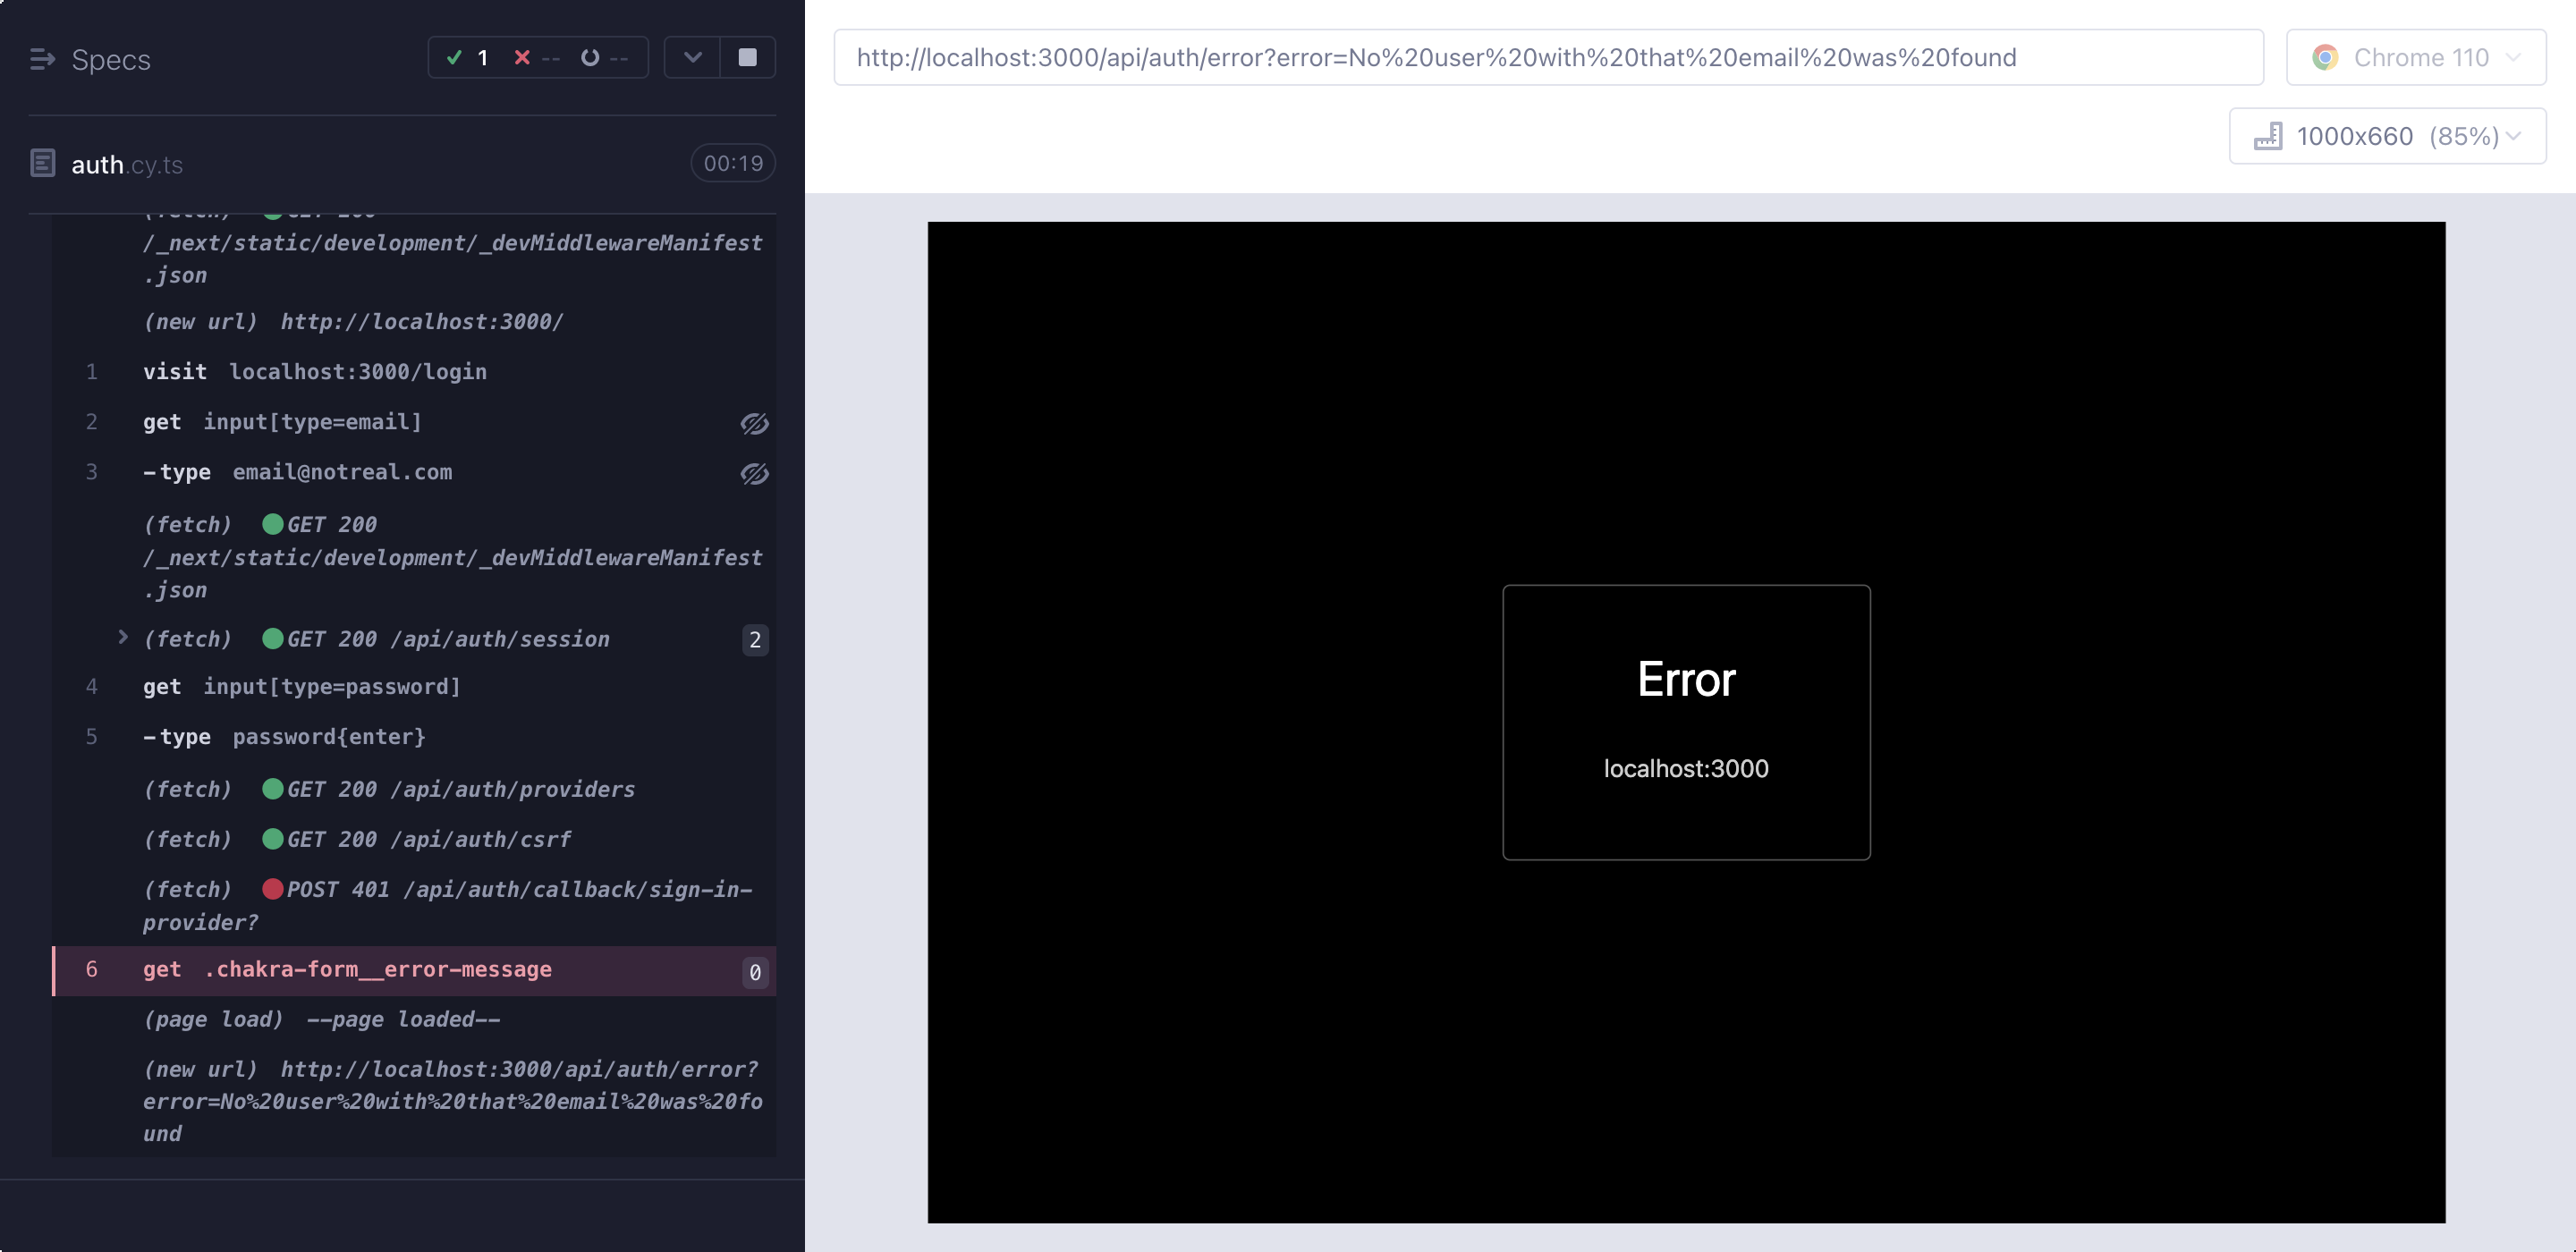 Specs
1 -- --
auth.cy.ts
00:19
(fetch) GET 200
/_next/static/development/_devMiddlewareManifest
.json
(new url) http://localhost:3000/
1 visit localhost:3000/login
2 get input[type=email]
3 -type email@notreal.com
(fetch) GET 200
/_next/static/development/_devMiddlewareManifest
.json
(fetch) GET 200 /api/auth/session 2
4 get input[type=password]
5 -type password{enter}
(fetch) GET 200 /api/auth/providers
(fetch) GET 200 /api/auth/csrf
(fetch) POST 401 /api/auth/callback/sign-in-
provider?
6 get .chakra-form__error-message 0
(page load) --page loaded--
(new url) http://localhost:3000/api/auth/error?
error=No%20user%20with%20that%20email%20was%20fo
und
http://localhost:3000/api/auth/error?error=No%20user%20with%20that%20email%20was%20found
Chrome 110
1000x660 (85%)
Error
localhost:3000